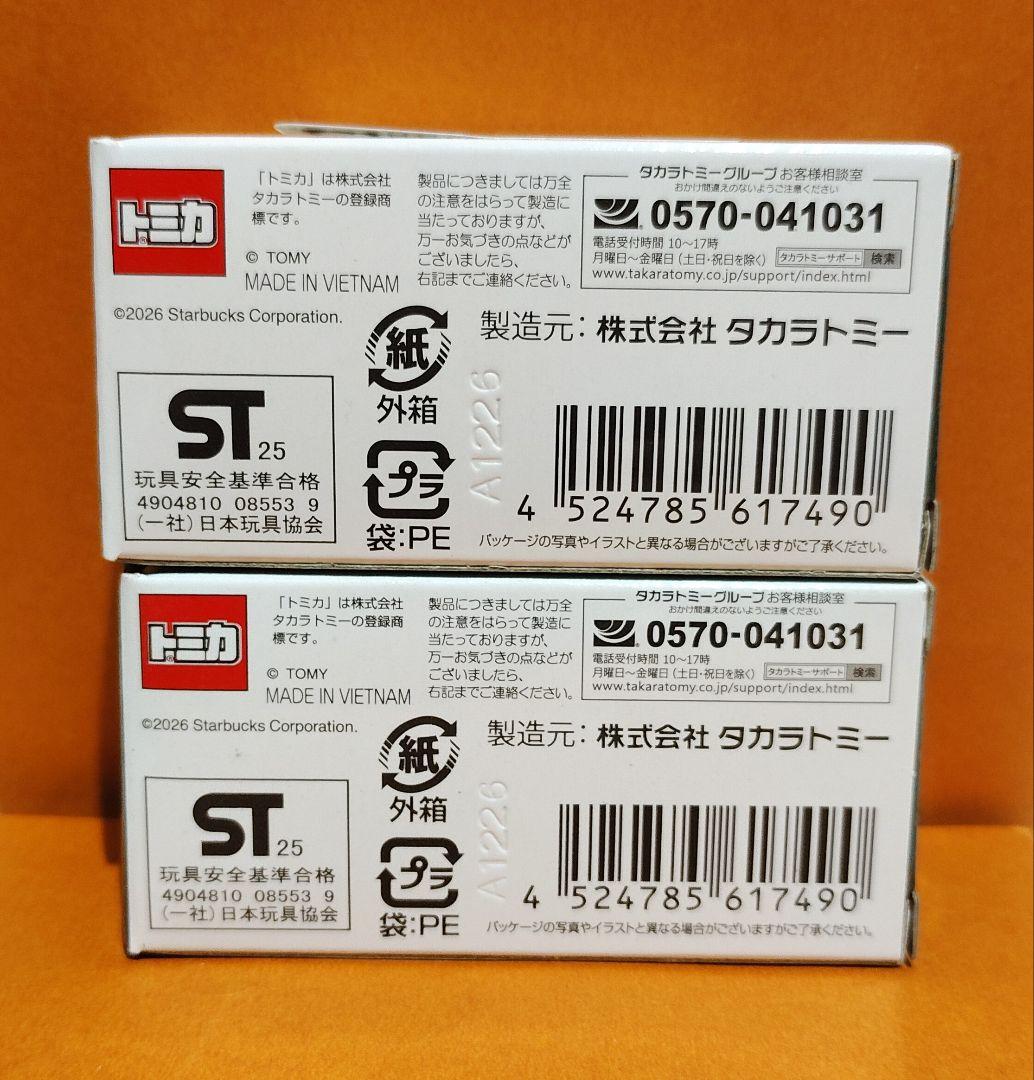 トミカ®
「トミカ」は株式会社
タカラトミーの登録商
標です。
© TOMY
MADE IN VIETNAM
製品につきましては万全
の注意をはらって製造に
当たっておりますが、
万一お気づきの点などが
ございましたら、
右記までご連絡ください。
タカラトミーグループお客様相談室
おかけ間違えのないようご注意ください
0570-041031
電話受付時間 10〜17時
月曜日〜金曜日(土日・祝日を除く) タカラトミーサポート 検索
www.takaratomy.co.jp/support/index.html
©2026 Starbucks Corporation.
紙
外箱
製造元:株式会社 タカラトミー
ST 25
玩具安全基準合格
4904810 08553 9
(一社)日本玩具協会
プラ
袋:PE
A1226
4 524785 617490
パッケージの写真やイラストと異なる場合がございますがご了承ください。
トミカ®
「トミカ」は株式会社
タカラトミーの登録商
標です。
© TOMY
MADE IN VIETNAM
製品につきましては万全
の注意をはらって製造に
当たっておりますが、
万一お気づきの点などが
ございましたら、
右記までご連絡ください。
タカラトミーグループお客様相談室
おかけ間違えのないようご注意ください
0570-041031
電話受付時間 10〜17時
月曜日〜金曜日(土日・祝日を除く) タカラトミーサポート 検索
www.takaratomy.co.jp/support/index.html
©2026 Starbucks Corporation.
紙
外箱
製造元:株式会社 タカラトミー
ST 25
玩具安全基準合格
4904810 08553 9
(一社)日本玩具協会
プラ
袋:PE
A1226
4 524785 617490
パッケージの写真やイラストと異なる場合がございますがご了承ください。